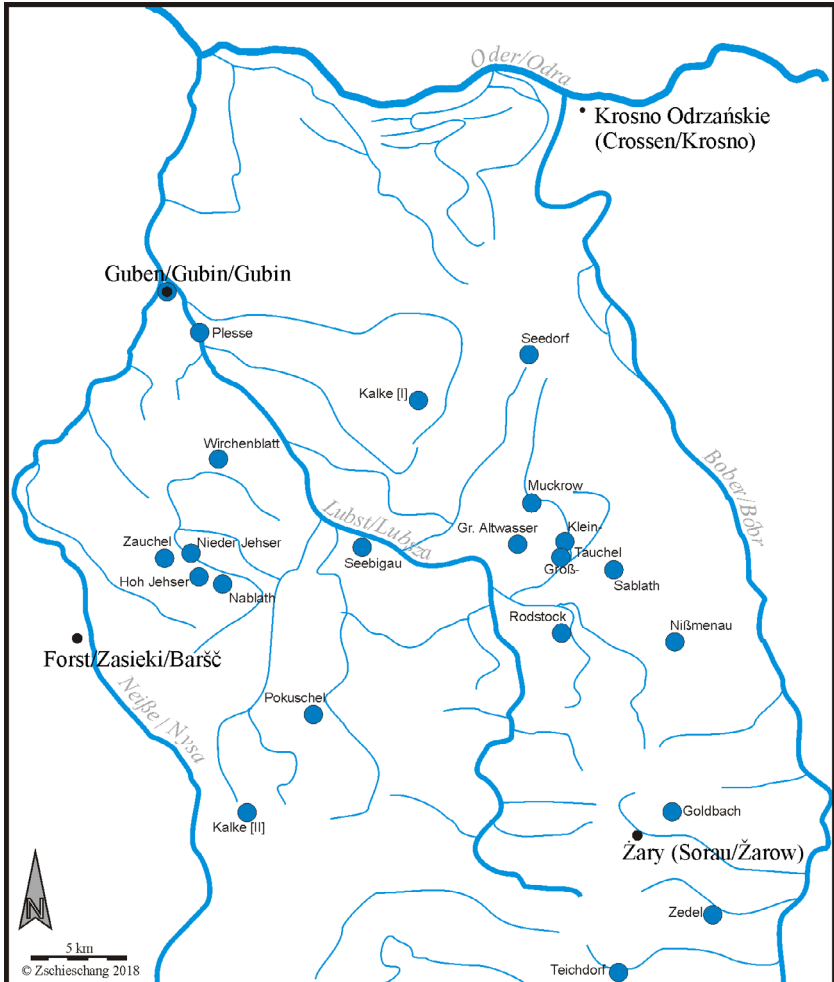 Oder/Odra
Krosno Odrzańskie
(Crossen/Krosno)
Guben/Gubin/Gubin
Plesse
Seedorf
Kalke [I]
Wirchenblatt
Bober/Bóbr
Muckrow
Lubst/Lubsza
Gr. Altwasser
Klein-
Zauchel
Nieder Jehser
Tauchel
Seebigau
Groß-
Hoh Jehser
Nablath
Sablath
Rodstock
Nißmenau
Forst/Zasieki/Baršć
Neiße/Nysa
Pokuschel
Kalke [II]
Goldbach
Żary (Sorau/Žarow)
N
Zedel
5 km
© Zschieschang 2018
Teichdorf